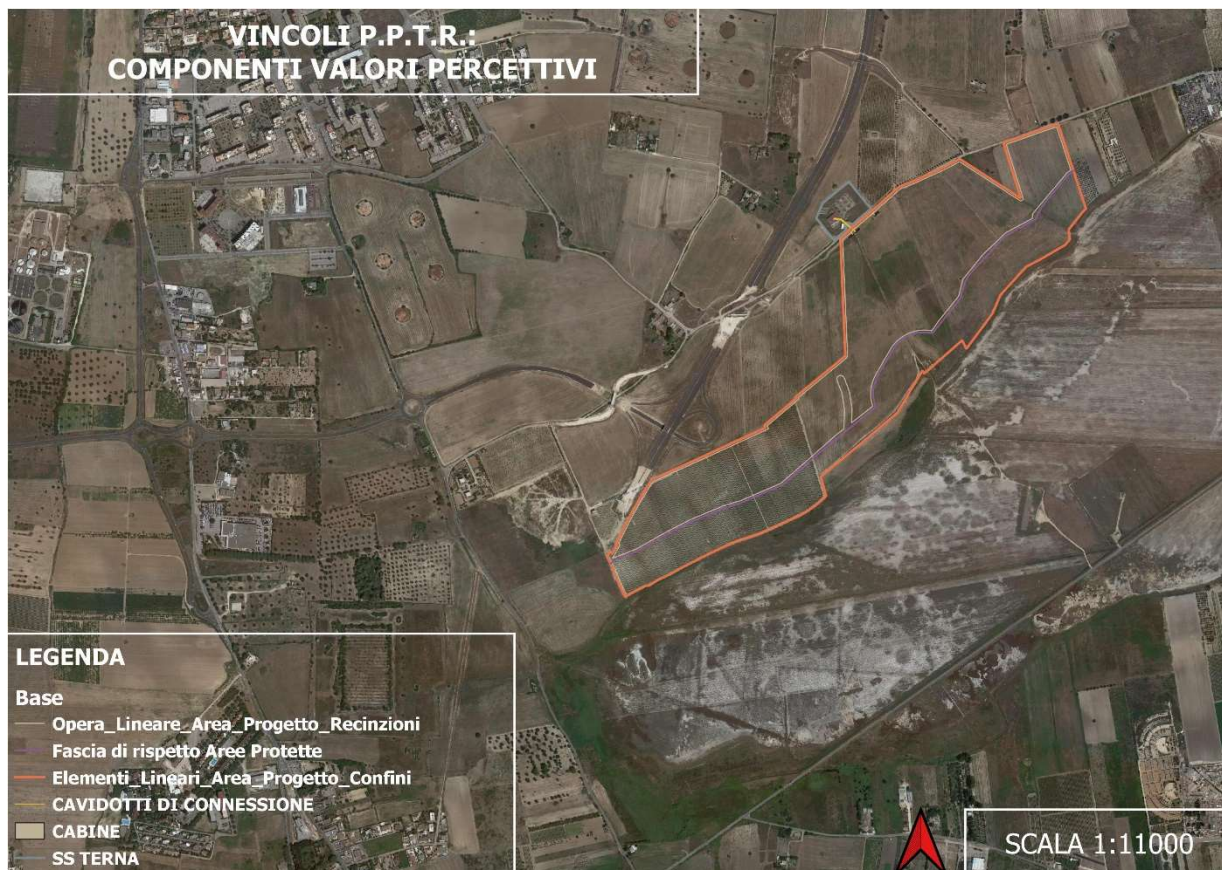 VINCOLI P.P.T.R.:
COMPONENTI VALORI PERCETTIVI
LEGENDA
Base
Opera_Lineare_Area_Progetto_Recinzioni
Fascia di rispetto Aree Protette
Elementi_Lineari_Area_Progetto_Confini
CAVIDOTTI DI CONNESSIONE
CABINE
SS TERNA
SCALA 1:11000